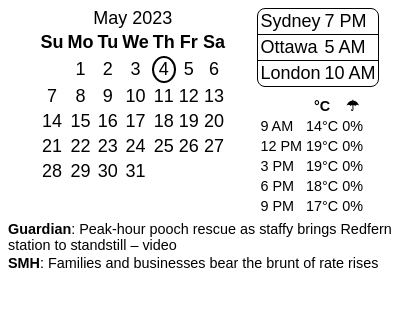 May 2023
Su Mo Tu We Th Fr Sa
1 2 3 4 5 6
7 8 9 10 11 12 13
14 15 16 17 18 19 20
21 22 23 24 25 26 27
28 29 30 31
Sydney 7 PM
Ottawa 5 AM
London 10 AM
°C ☂
9 AM 14°C 0%
12 PM 19°C 0%
3 PM 19°C 0%
6 PM 18°C 0%
9 PM 17°C 0%
Guardian: Peak-hour pooch rescue as staffy brings Redfern
station to standstill – video
SMH: Families and businesses bear the brunt of rate rises